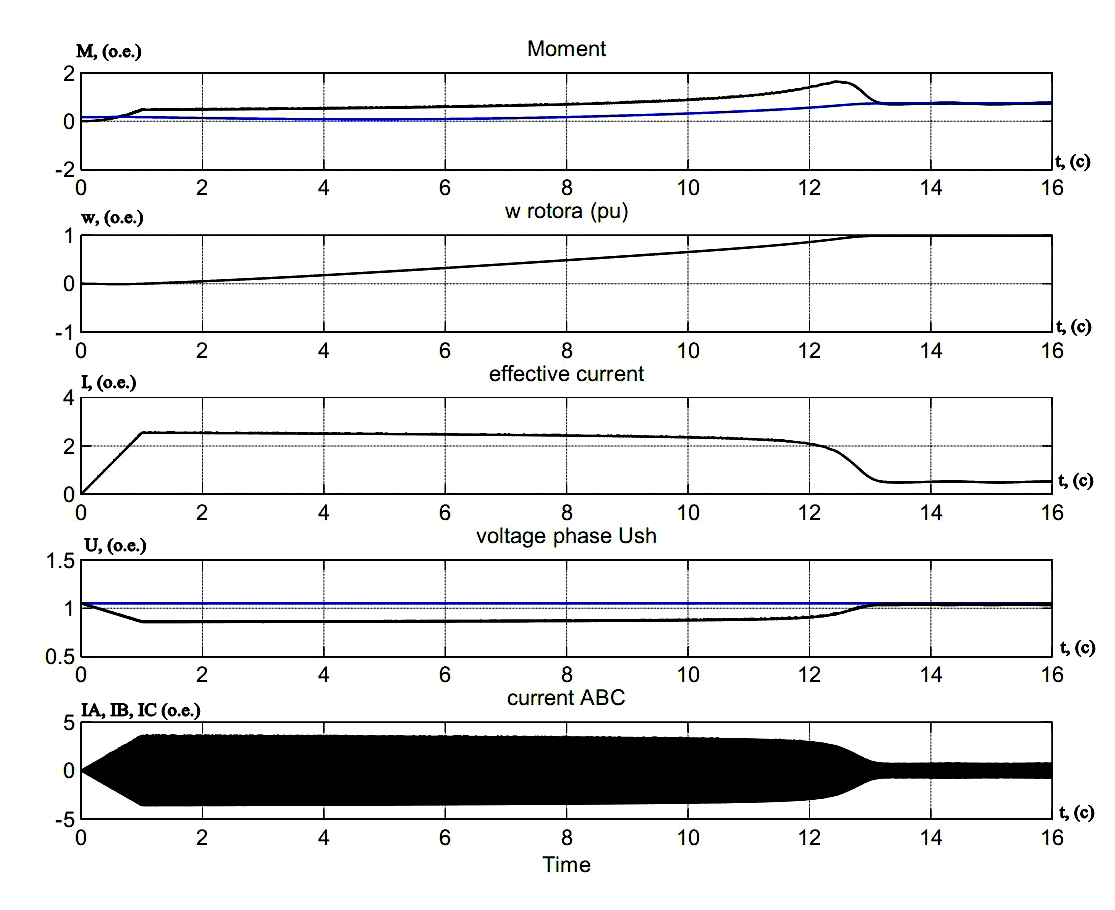 Moment
M, (o.e.)
2
0
-2
t, (c)
0 2 4 6 8 10 12 14 16
w rotora (pu)
w, (o.e.)
1
0
-1
t, (c)
0 2 4 6 8 10 12 14 16
effective current
I, (o.e.)
4
2
0
t, (c)
0 2 4 6 8 10 12 14 16
voltage phase Ush
U, (o.e.)
1.5
1
0.5
t, (c)
0 2 4 6 8 10 12 14 16
current ABC
IA, IB, IC (o.e.)
5
0
-5
t, (c)
0 2 4 6 8 10 12 14 16
Time